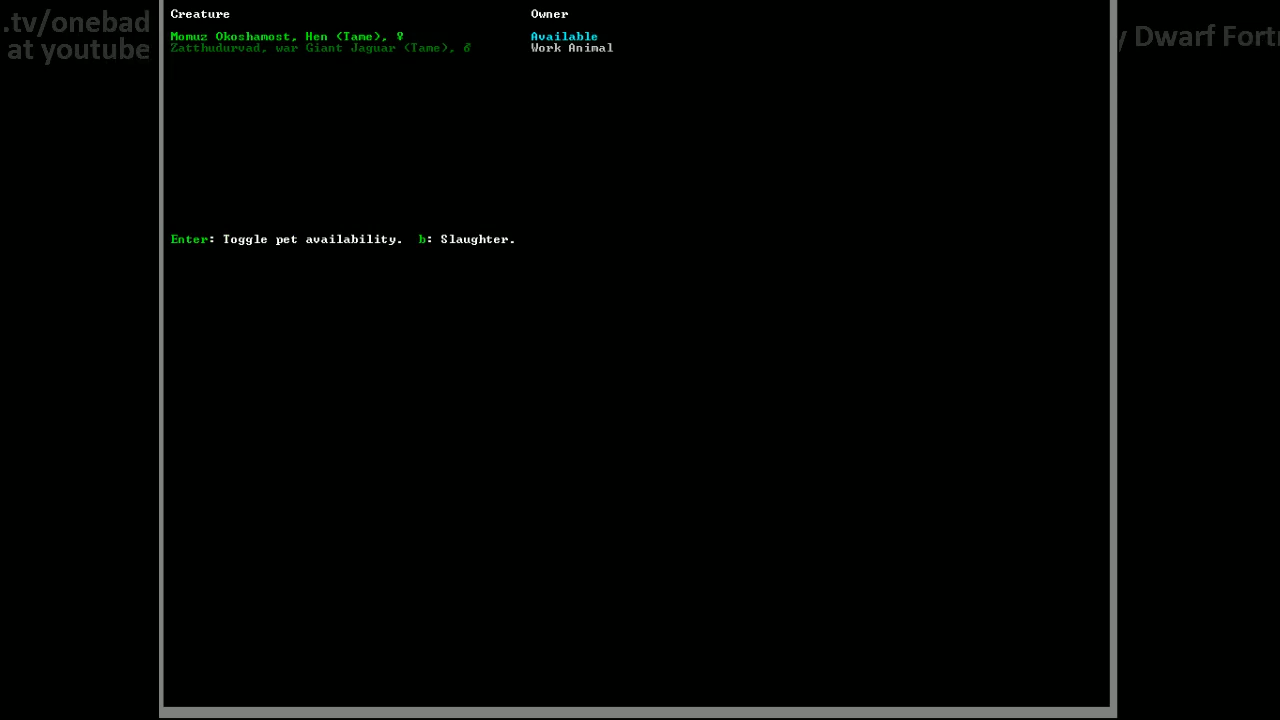 .tv/onebad
at youtube
y Dwarf Fort
Creature Owner
Momuz Okoshamost, Hen (Tame), ♀ Available
Zatthudurvad, war Giant Jaguar (Tame), ♂ Work Animal
Enter: Toggle pet availability. b: Slaughter.